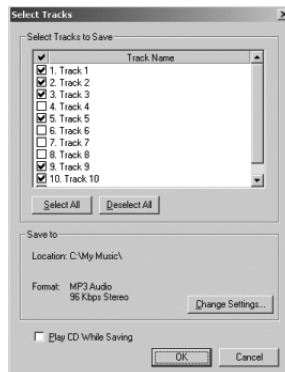 Select Tracks
Select Tracks to Save
Track Name
1. Track 1
2. Track 2
3. Track 3
4. Track 4
5. Track 5
6. Track 6
7. Track 7
8. Track 8
9. Track 9
10. Track 10
Select All Deselect All
Save to
Location: C:\My Music\
Format: MP3 Audio
96 Kbps Stereo
Change Settings...
Play CD While Saving
OK Cancel